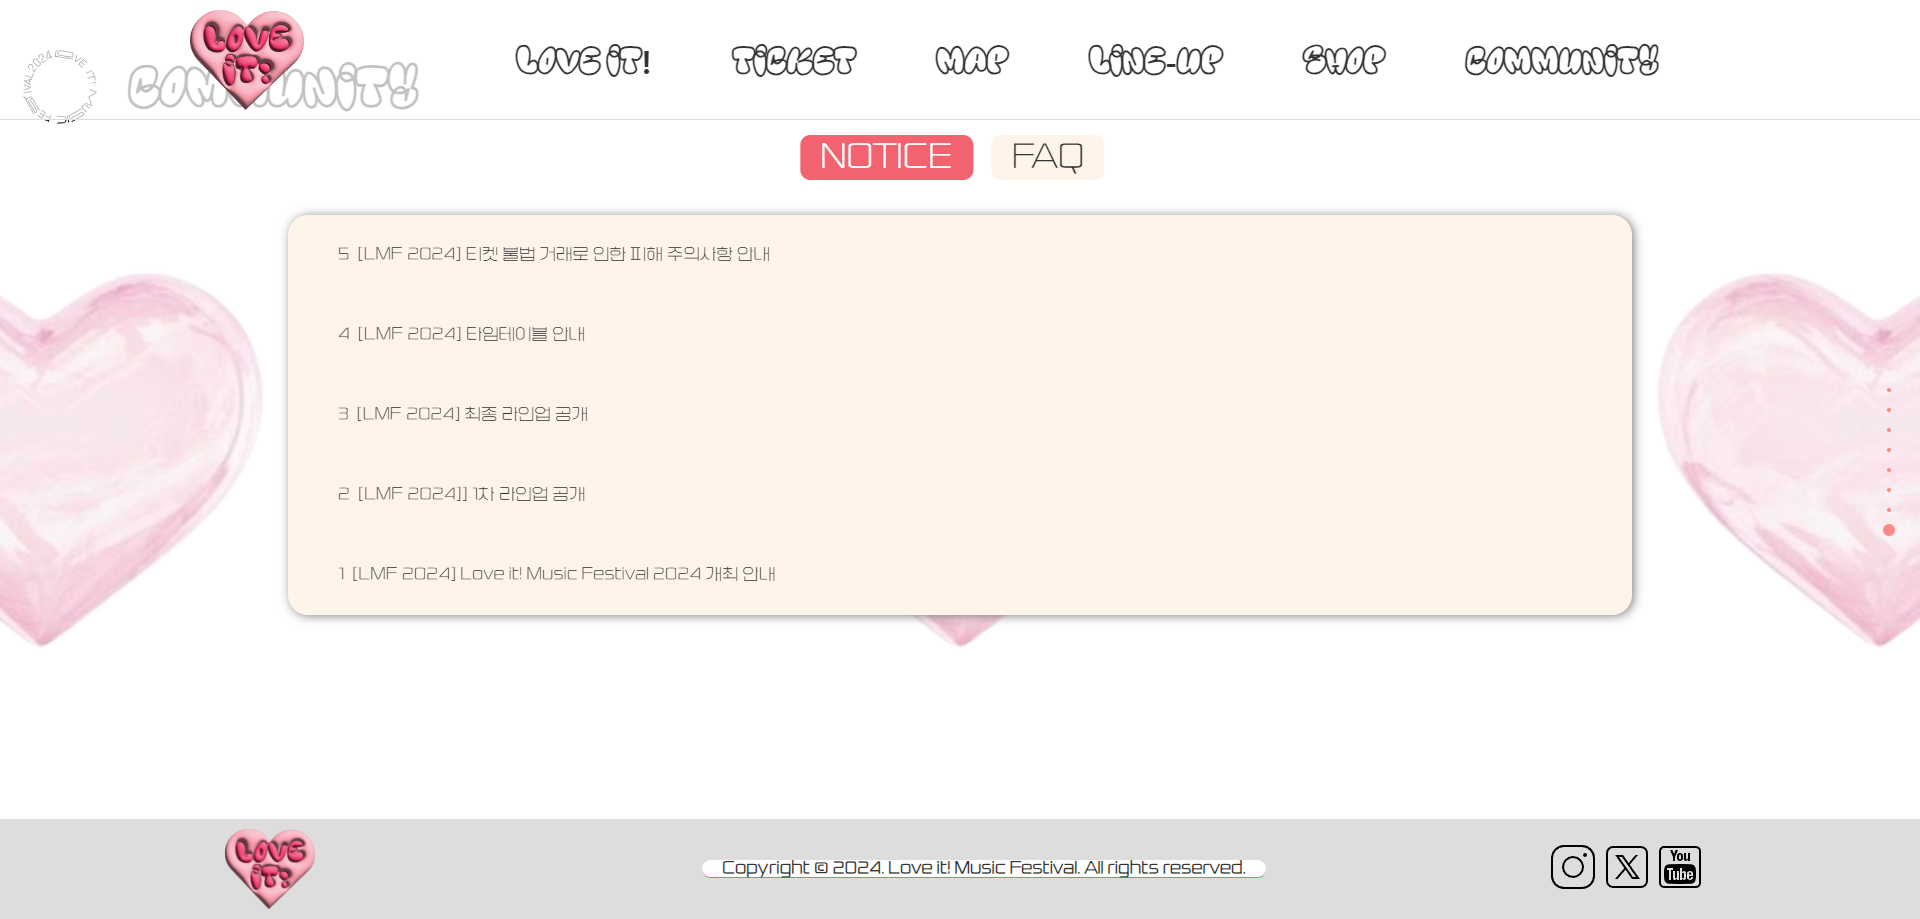 LOVE iT!
COMMUNiTY
LOVE IT! MUSIC FESTIVAL2024
LOVE iT! TiCKET MAP LiNE-UP SHOP COMMUNiTY
NOTICE FAQ
5 [LMF 2024] 티켓 불법 거래로 인한 피해 주의사항 안내
4 [LMF 2024] 타임테이블 안내
3 [LMF 2024] 최종 라인업 공개
2 [LMF 2024]] 1차 라인업 공개
1 [LMF 2024] Love it! Music Festival 2024 개최 안내
LOVE iT!
Copyright © 2024. Love it! Music Festival. All rights reserved.
X
You
Tube